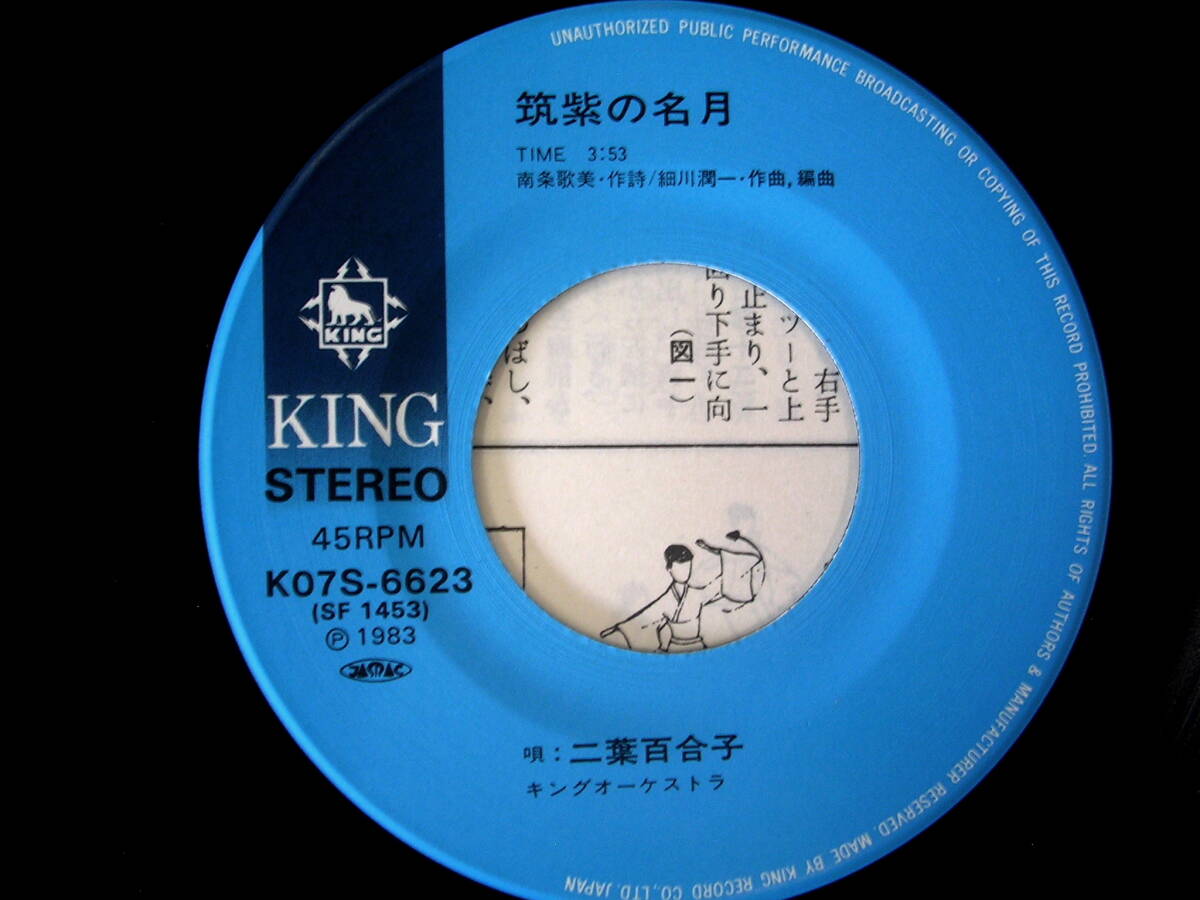 UNAUTHORIZED PUBLIC PERFORMANCE BROADCASTING OR COPYING OF THIS RECORD PROHIBITED. ALL RIGHTS OF AUTHORS & MANUFACTURER RESERVED. MADE BY KING RECORD CO., LTD. JAPAN
筑紫の名月
TIME 3:53
南条歌美・作詩/細川潤一・作曲,編曲
KING
KING
STEREO
45RPM
K07S-6623
(SF 1453)
Ⓟ 1983
JASRAC
右手
ツーと上
止まり、一
回り下手に向
(図一)
ばし、
唄:二葉百合子
キングオーケストラ